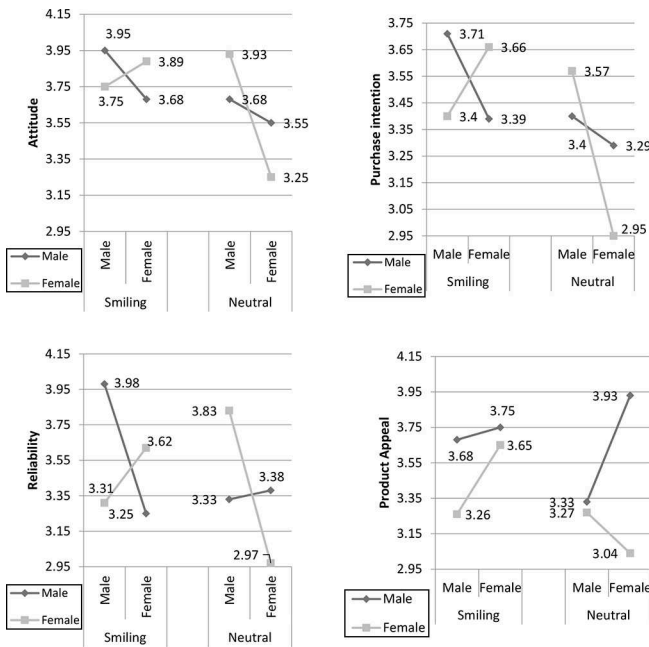 4.15
3.95
3.95
3.89
3.93
3.75
3.75
3.68
3.68
3.55
3.55
3.35
3.25
3.15
2.95
Attitude
Male
Female
Male
Female
Smiling
Neutral
Male
Female
3.75
3.71
3.65
3.66
3.55
3.57
3.45
3.4
3.39
3.4
3.35
3.29
3.25
3.15
3.05
2.95
2.95
Purchase intention
Male Female
Male Female
Smiling
Neutral
Male
Female
4.15
3.98
3.95
3.83
3.75
3.62
3.55
3.38
3.35
3.31
3.33
3.25
3.15
2.97
2.95
Reliability
Male
Female
Male
Female
Smiling
Neutral
Male
Female
4.15
3.95
3.93
3.75
3.75
3.68
3.65
3.55
3.35
3.33
3.27
3.26
3.15
3.04
2.95
Product Appeal
Male Female
Male Female
Smiling
Neutral
Male
Female